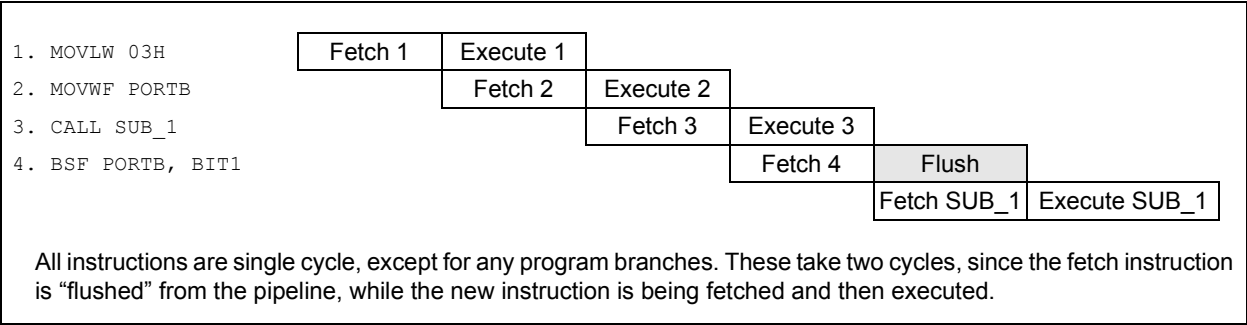 1. MOVLW 03H Fetch 1 Execute 1
2. MOVWF PORTB Fetch 2 Execute 2
3. CALL SUB_1 Fetch 3 Execute 3
4. BSF PORTB, BIT1 Fetch 4 Flush
Fetch SUB_1 Execute SUB_1
All instructions are single cycle, except for any program branches. These take two cycles, since the fetch instruction
is “flushed” from the pipeline, while the new instruction is being fetched and then executed.